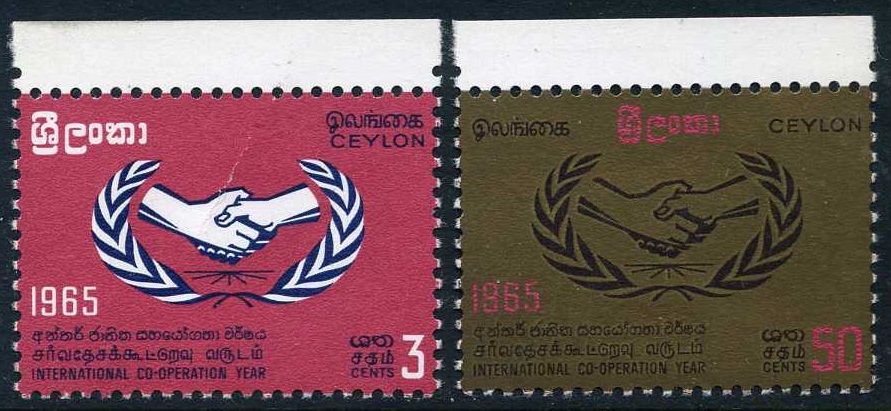 ශ්‍රී ලංකා
இலங்கை
CEYLON
1965
අන්තර් ජාතික සහයෝගතා වර්ෂය
சர்வதேசக்கூட்டுறவு வருடம்
INTERNATIONAL CO-OPERATION YEAR
ශත
சதம்
CENTS
3
இலங்கை
ශ්‍රී ලංකා
CEYLON
1965
අන්තර් ජාතික සහයෝගතා වර්ෂය
சர்வதேசக்கூட்டுறவு வருடம்
INTERNATIONAL CO-OPERATION YEAR
ශත
சதம்
CENTS
50